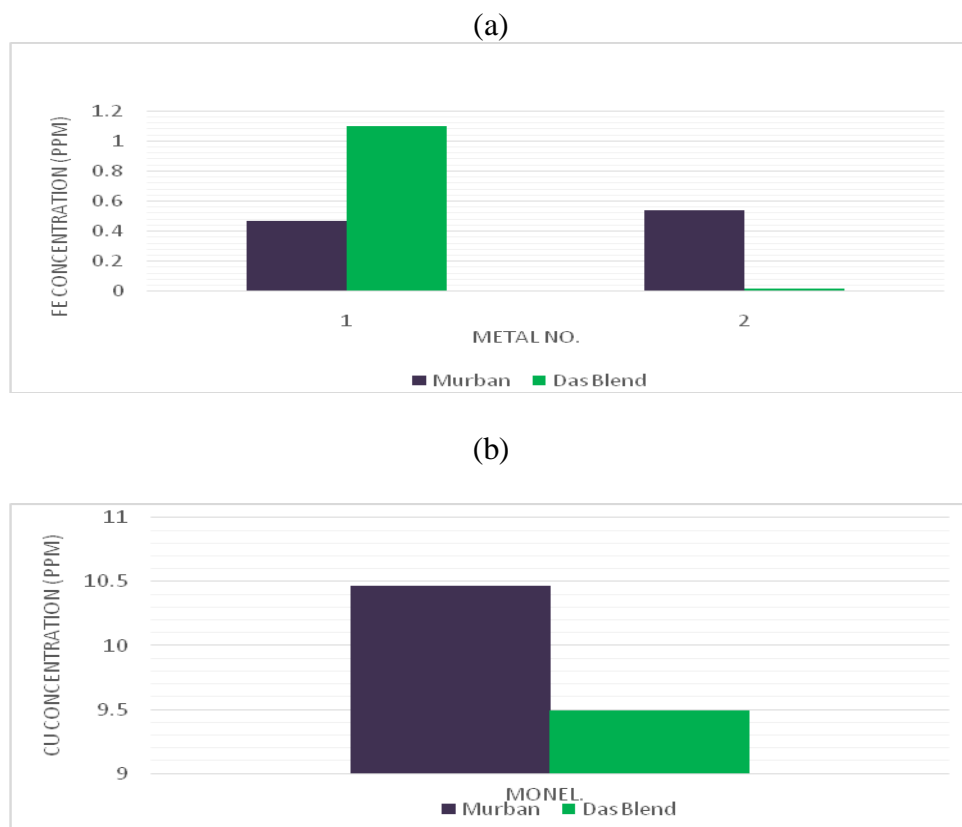 (a)
FE CONCENTRATION (PPM)
1.2
1
0.8
0.6
0.4
0.2
0
1 2
METAL NO.
Murban Das Blend
(b)
CU CONCENTRATION (PPM)
11
10.5
10
9.5
9
MONEL.
Murban Das Blend